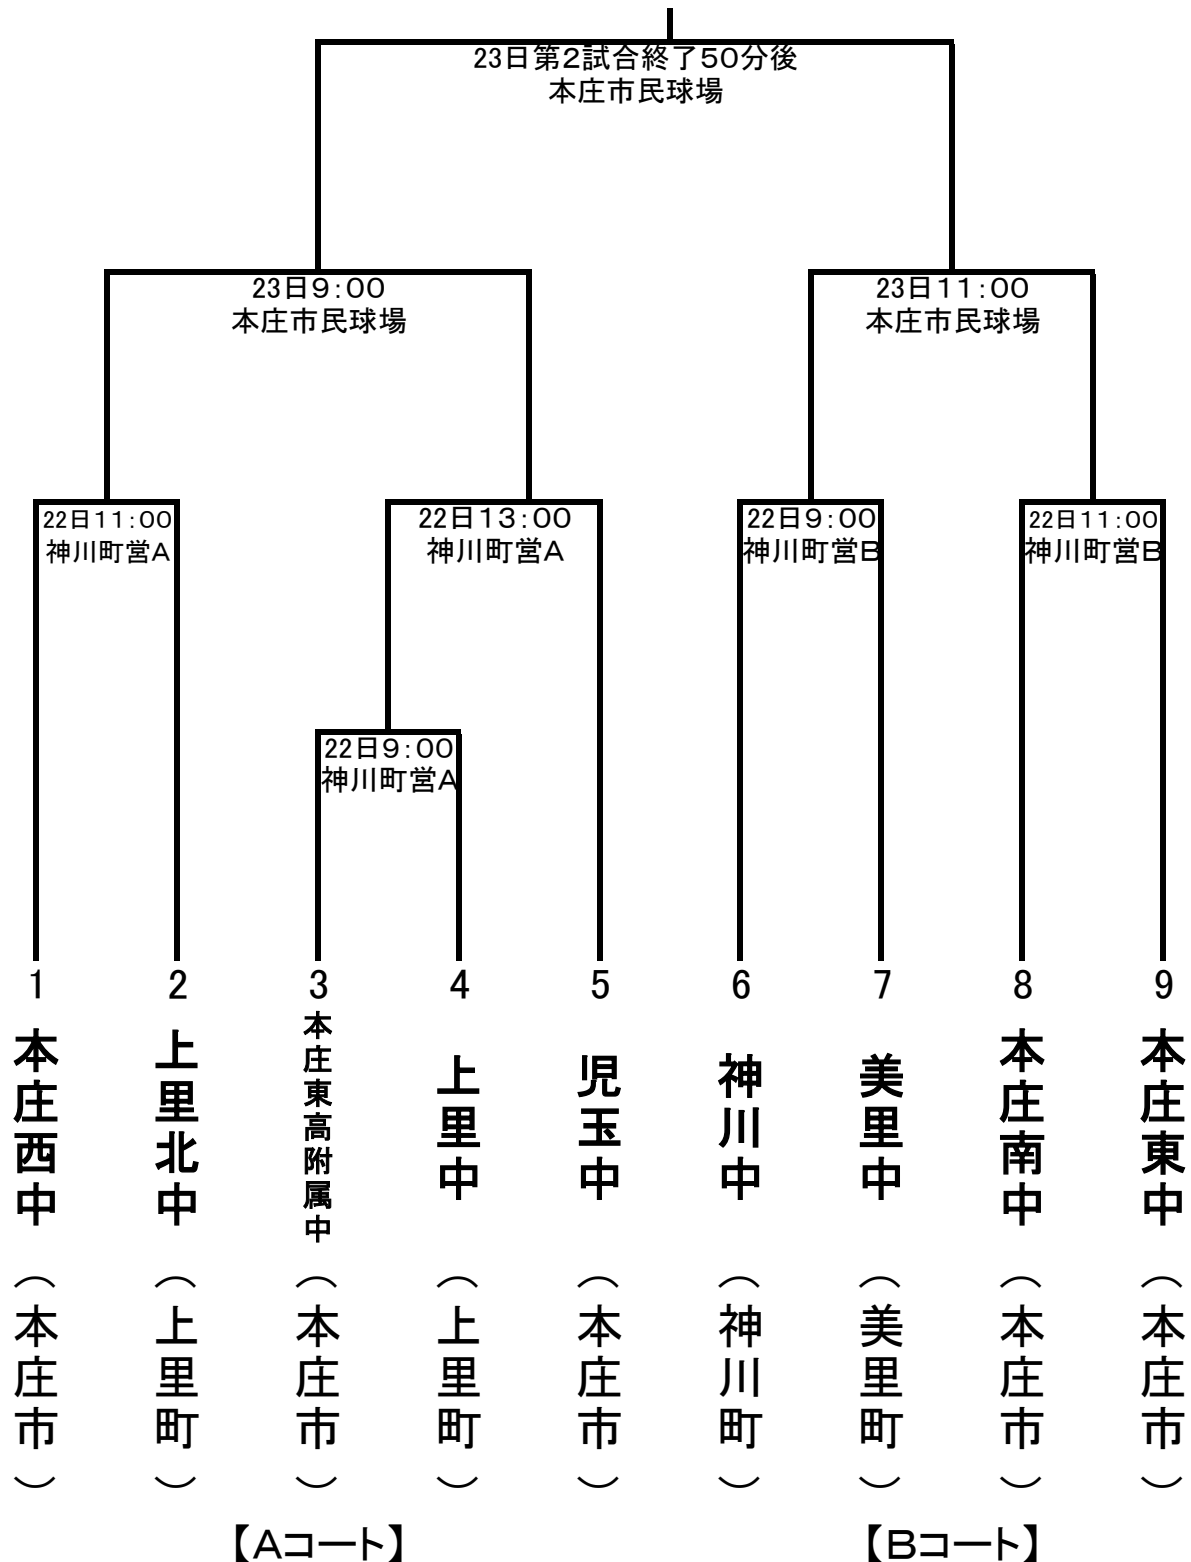 23日第2試合終了50分後
本庄市民球場
23日9:00
本庄市民球場
23日11:00
本庄市民球場
22日11:00
神川町営A
22日13:00
神川町営A
22日9:00
神川町営B
22日11:00
神川町営B
22日9:00
神川町営A
1
2
3
4
5
6
7
8
9
本庄西中
上里北中
本庄東高附属中
上里中
児玉中
神川中
美里中
本庄南中
本庄東中
（本庄市）
（上里町）
（本庄市）
（上里町）
（本庄市）
（神川町）
（美里町）
（本庄市）
（本庄市）
【Aコート】
【Bコート】